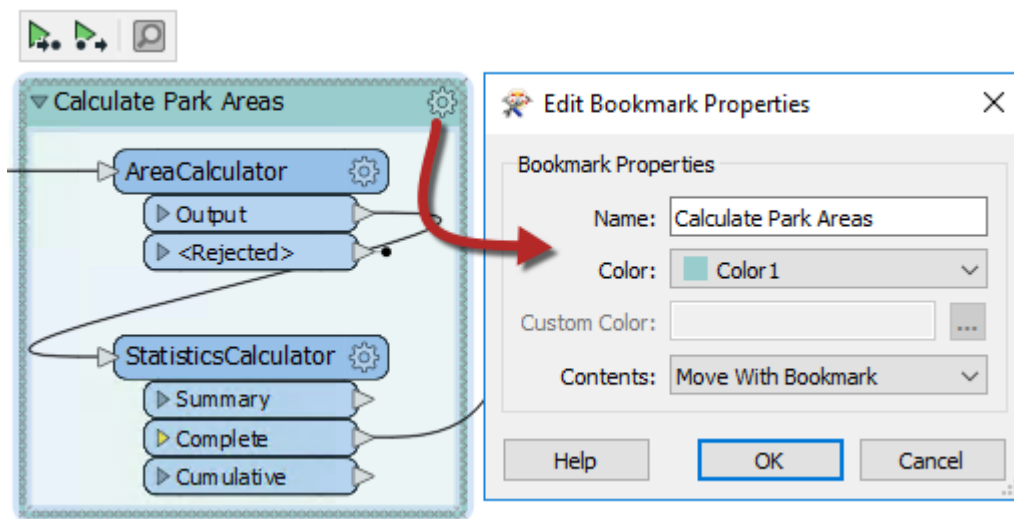 Calculate Park Areas
AreaCalculator
Output
<Rejected>
StatisticsCalculator
Summary
Complete
Cumulative
Edit Bookmark Properties
Bookmark Properties
Name: Calculate Park Areas
Color: Color1
Custom Color: ...
Contents: Move With Bookmark
Help OK Cancel